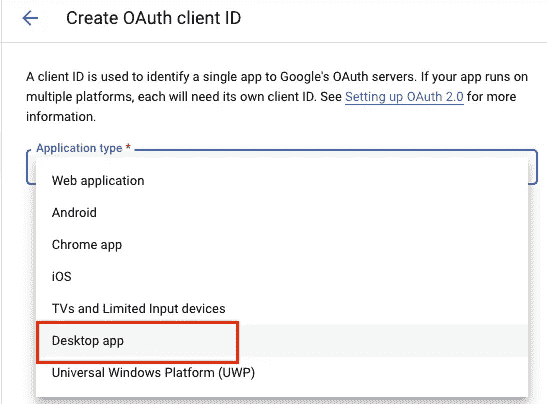 Create OAuth client ID
A client ID is used to identify a single app to Google's OAuth servers. If your app runs on
multiple platforms, each will need its own client ID. See Setting up OAuth 2.0 for more
information.
Application type *
Web application
Android
Chrome app
iOS
TVs and Limited Input devices
Desktop app
Universal Windows Platform (UWP)